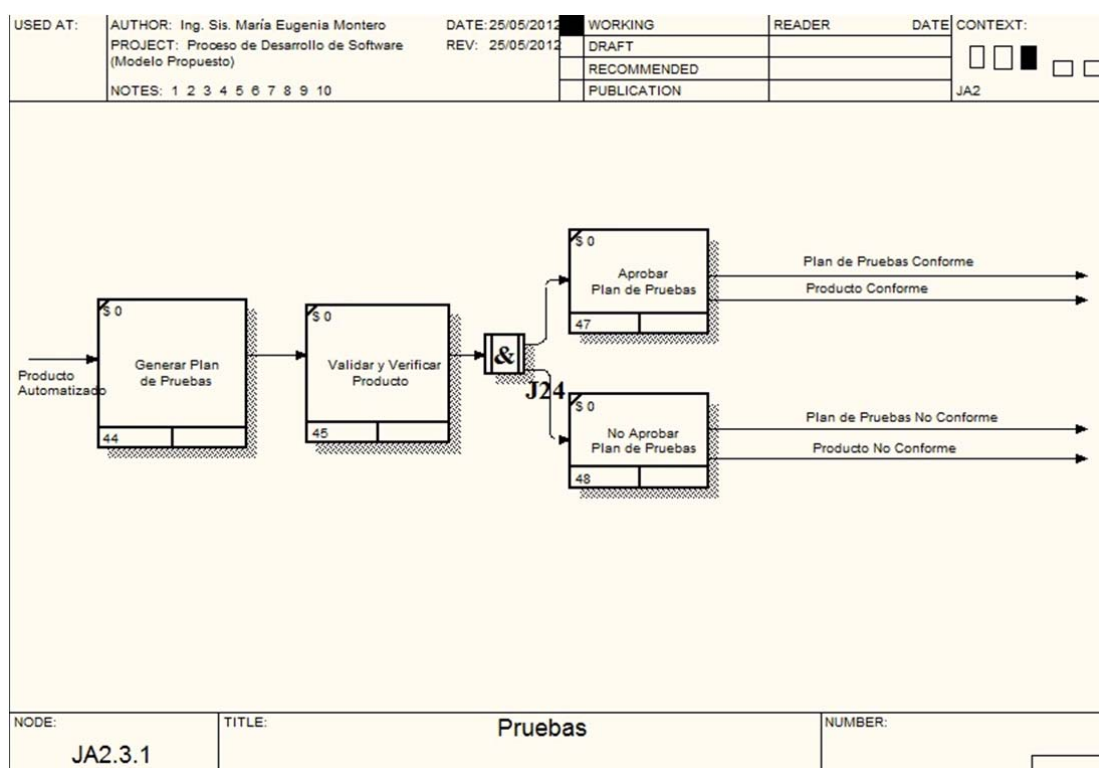 USED AT:
AUTHOR: Ing. Sis. María Eugenia Montero
DATE: 25/05/2012
PROJECT: Proceso de Desarrollo de Software
REV: 25/05/2012
(Modelo Propuesto)
NOTES: 1 2 3 4 5 6 7 8 9 10
WORKING
DRAFT
RECOMMENDED
PUBLICATION
READER
DATE
CONTEXT:
JA2
Producto
Automatizado
$ 0
Generar Plan
de Pruebas
44
$ 0
Validar y Verificar
Producto
45
&
J24
$ 0
Aprobar
Plan de Pruebas
47
Plan de Pruebas Conforme
Producto Conforme
$ 0
No Aprobar
Plan de Pruebas
48
Plan de Pruebas No Conforme
Producto No Conforme
NODE:
JA2.3.1
TITLE:
Pruebas
NUMBER: